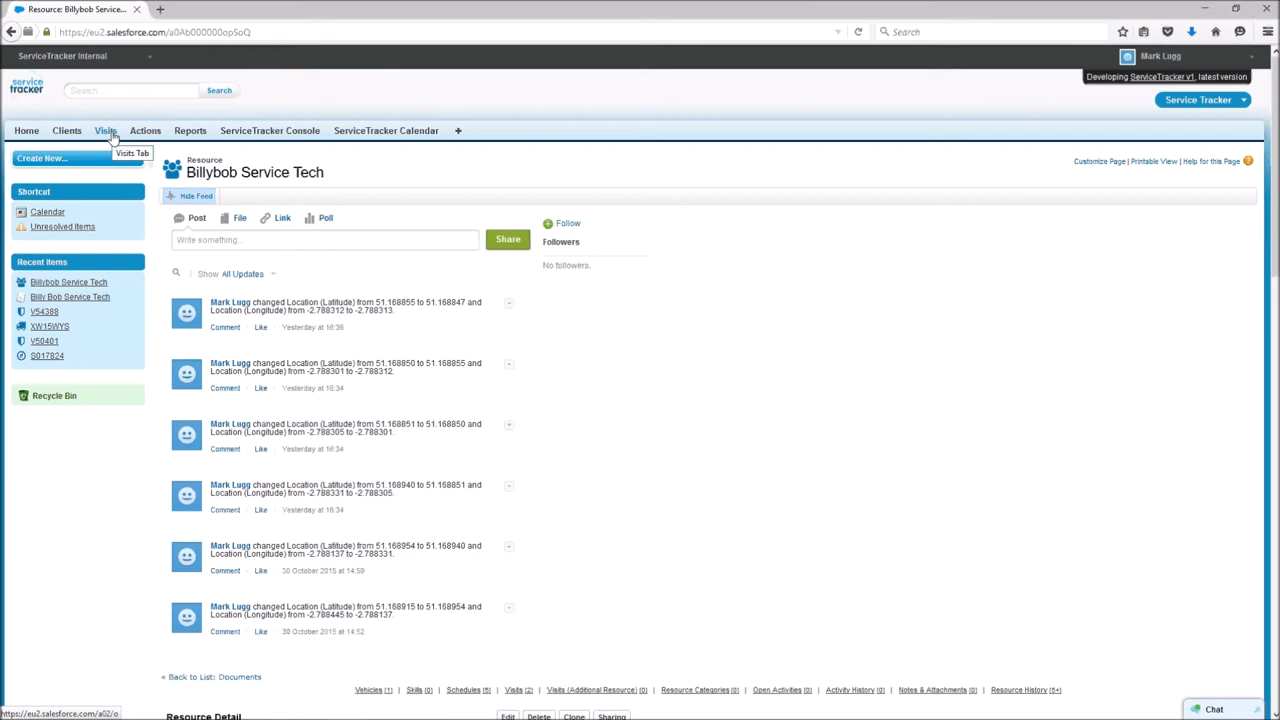 Resource: Billybob Service Tec...
https://eu2.salesforce.com/a0Ab000000opSoQ
Search
ServiceTracker Internal
Mark Lugg
Developing ServiceTracker v1, latest version
service tracker
Search...
Search
Service Tracker
Home
Clients
Visits
Actions
Reports
ServiceTracker Console
ServiceTracker Calendar
Visits Tab
Create New...
Resource
Billybob Service Tech
Customize Page | Printable View | Help for this Page
Hide Feed
Shortcut
Calendar
Unresolved Items
Recent Items
Billybob Service Tech
Billy Bob Service Tech
V54388
XW15WYS
V50401
S017824
Recycle Bin
Post
File
Link
Poll
Write something...
Share
Show All Updates
Follow
Followers
No followers.
Mark Lugg changed Location (Latitude) from 51.168855 to 51.168847 and
Location (Longitude) from -2.788312 to -2.788313.
Comment · Like · Yesterday at 16:36
Mark Lugg changed Location (Latitude) from 51.168850 to 51.168855 and
Location (Longitude) from -2.788301 to -2.788312.
Comment · Like · Yesterday at 16:34
Mark Lugg changed Location (Latitude) from 51.168851 to 51.168850 and
Location (Longitude) from -2.788305 to -2.788301.
Comment · Like · Yesterday at 16:34
Mark Lugg changed Location (Latitude) from 51.168940 to 51.168851 and
Location (Longitude) from -2.788331 to -2.788305.
Comment · Like · Yesterday at 16:34
Mark Lugg changed Location (Latitude) from 51.168954 to 51.168940 and
Location (Longitude) from -2.788137 to -2.788331.
Comment · Like · 30 October 2015 at 14:59
Mark Lugg changed Location (Latitude) from 51.168915 to 51.168954 and
Location (Longitude) from -2.788445 to -2.788137.
Comment · Like · 30 October 2015 at 14:52
« Back to List: Documents
Vehicles [1] | Skills [0] | Schedules [5] | Visits [2] | Visits (Additional Resource) [0] | Resource Categories [0] | Open Activities [0] | Activity History [0] | Notes & Attachments [0] | Resource History [5+]
Resource Detail
Edit
Delete
Clone
Sharing
https://eu2.salesforce.com/a02/o
Chat